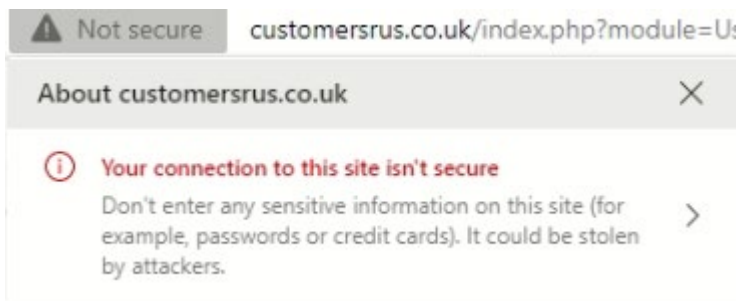 Not secure customersrus.co.uk/index.php?module=Us
About customersrus.co.uk
Your connection to this site isn't secure
Don't enter any sensitive information on this site (for
example, passwords or credit cards). It could be stolen
by attackers.